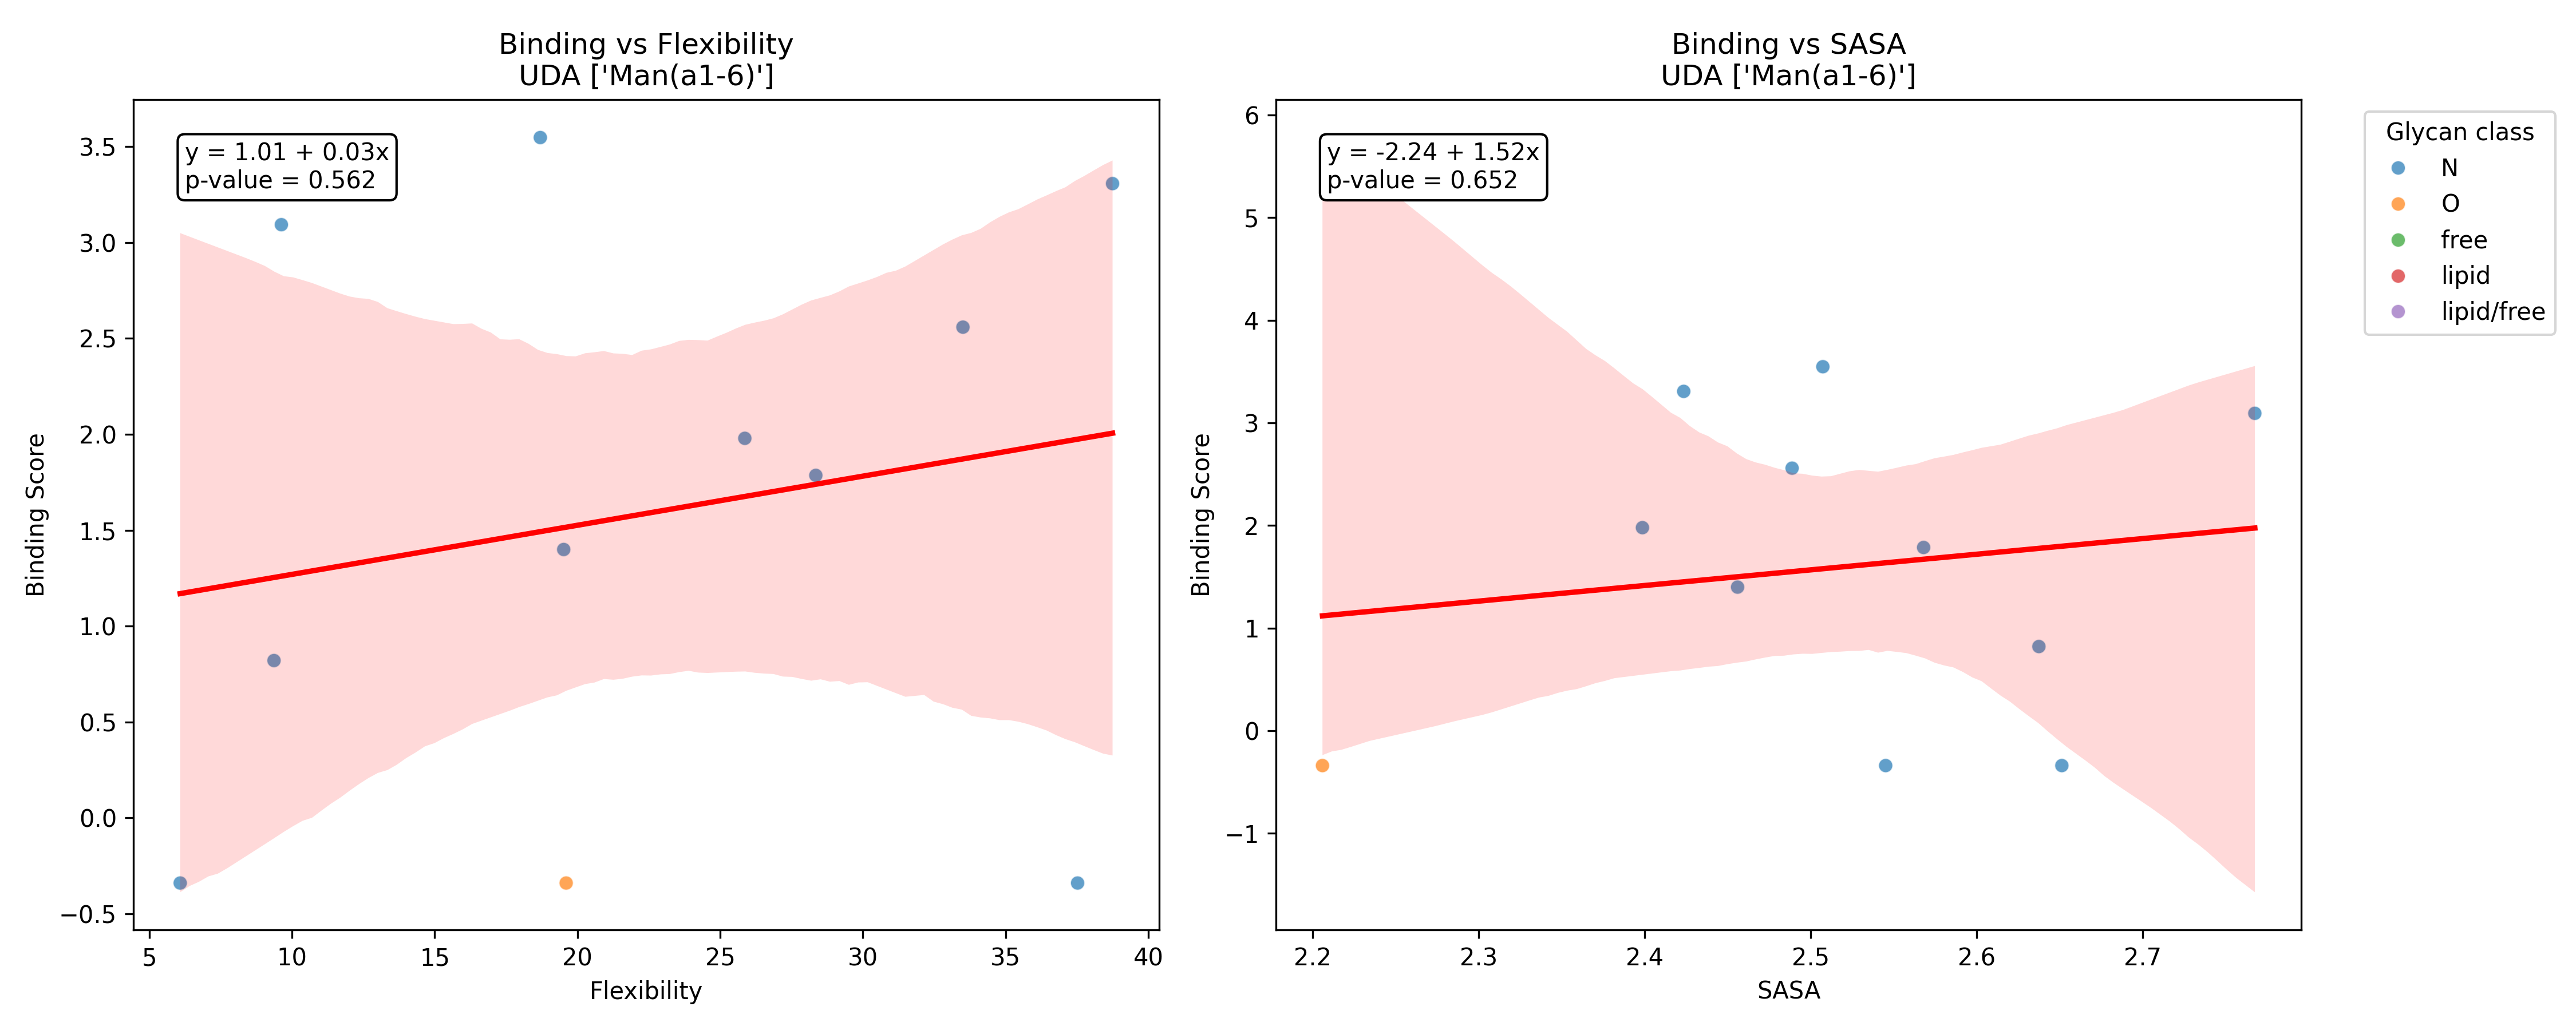 Binding vs Flexibility
UDA ['Man(a1-6)']
y = 1.01 + 0.03x
p-value = 0.562
Binding Score
3.5
3.0
2.5
2.0
1.5
1.0
0.5
0.0
−0.5
5 10 15 20 25 30 35 40
Flexibility
Binding vs SASA
UDA ['Man(a1-6)']
y = -2.24 + 1.52x
p-value = 0.652
Binding Score
6
5
4
3
2
1
0
−1
2.2 2.3 2.4 2.5 2.6 2.7
SASA
Glycan class
N
O
free
lipid
lipid/free